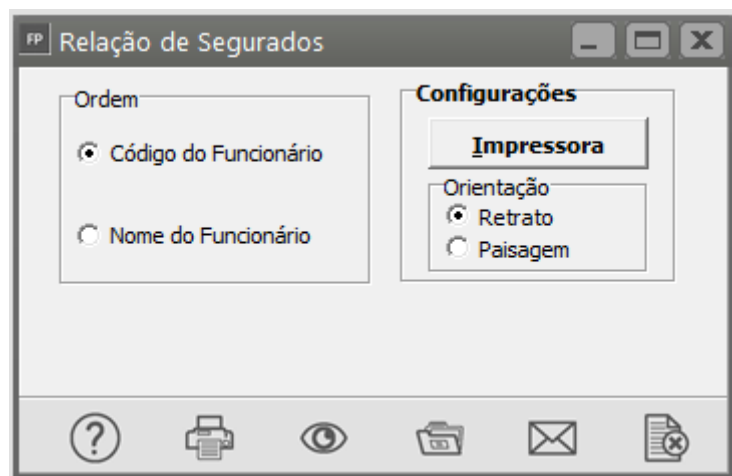 FP Relação de Segurados
Ordem
Código do Funcionário
Nome do Funcionário
Configurações
Impressora
Orientação
Retrato
Paisagem
?